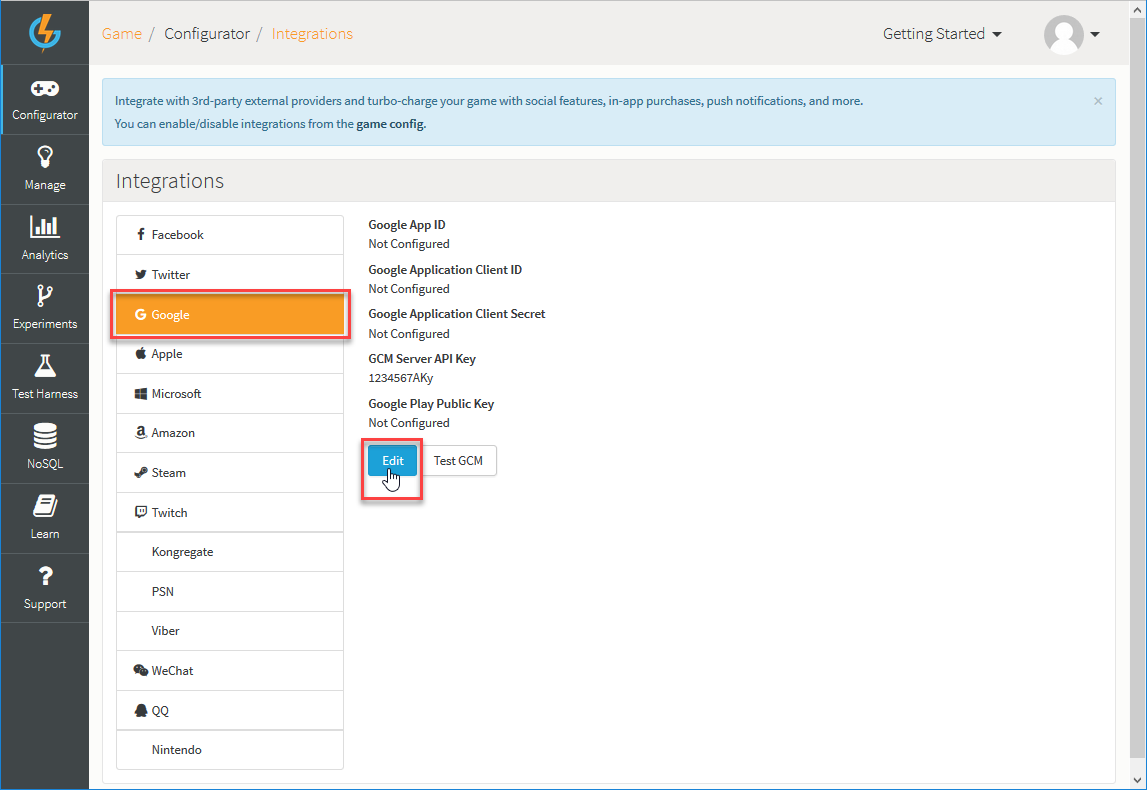 Game / Configurator / Integrations
Getting Started
Configurator
Manage
Analytics
Experiments
Test Harness
NoSQL
Learn
Support
Integrate with 3rd-party external providers and turbo-charge your game with social features, in-app purchases, push notifications, and more.
You can enable/disable integrations from the game config.
×
Integrations
Facebook
Twitter
Google
Apple
Microsoft
Amazon
Steam
Twitch
Kongregate
PSN
Viber
WeChat
QQ
Nintendo
Google App ID
Not Configured
Google Application Client ID
Not Configured
Google Application Client Secret
Not Configured
GCM Server API Key
1234567AKy
Google Play Public Key
Not Configured
Edit
Test GCM